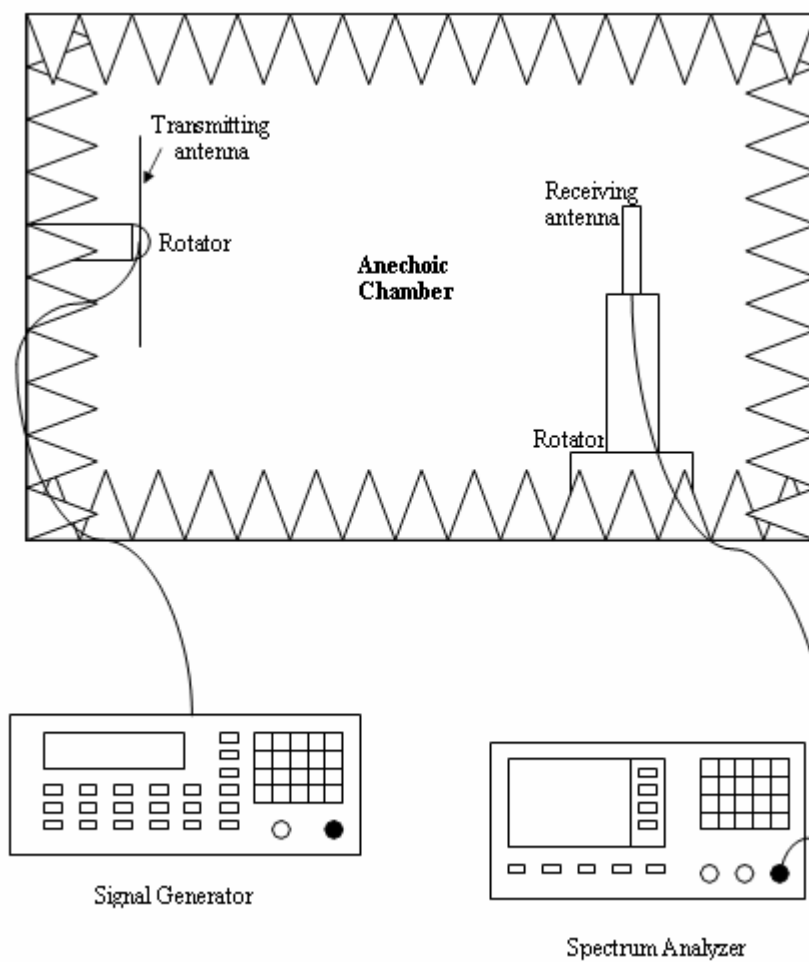 Transmitting
antenna
Rotator
Receiving
antenna
Anechoic
Chamber
Rotator
Signal Generator
Spectrum Analyzer